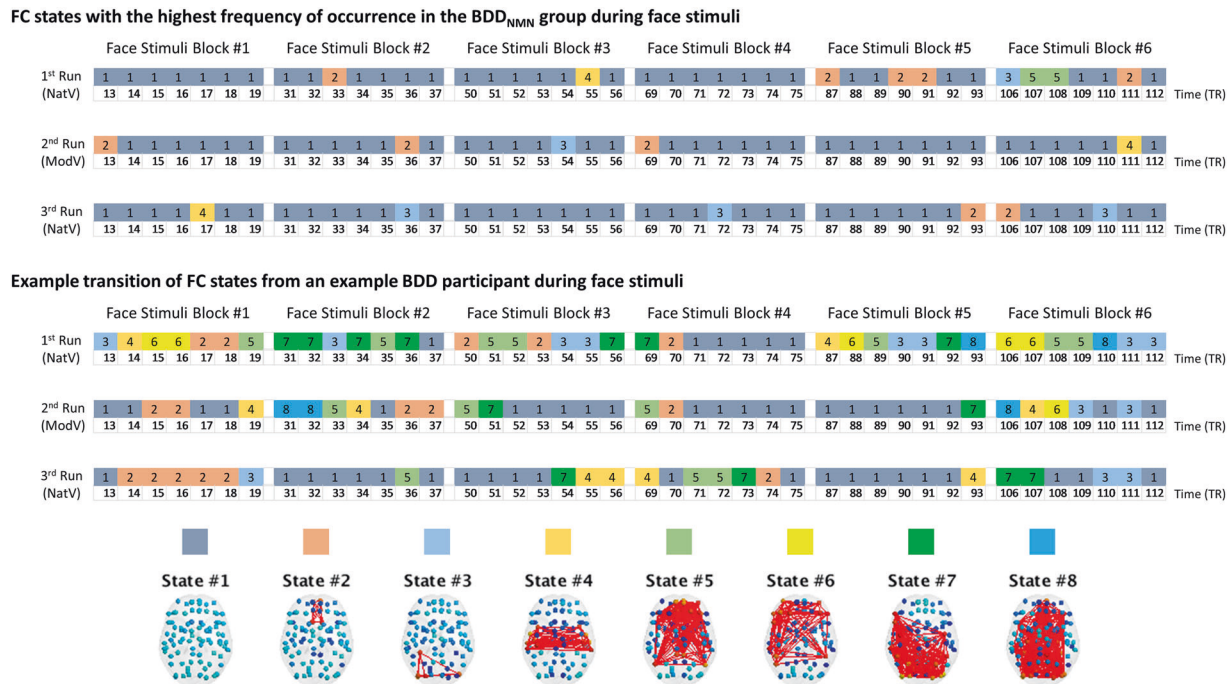 FC states with the highest frequency of occurrence in the BDDNMN group during face stimuli
Face Stimuli Block #1 Face Stimuli Block #2 Face Stimuli Block #3 Face Stimuli Block #4 Face Stimuli Block #5 Face Stimuli Block #6
1st Run 1 1 1 1 1 1 1 1 1 2 1 1 1 1 1 1 1 1 1 4 1 1 1 1 1 1 1 1 2 1 1 2 2 1 1 3 5 5 1 1 2 1
(NatV) 13 14 15 16 17 18 19 31 32 33 34 35 36 37 50 51 52 53 54 55 56 69 70 71 72 73 74 75 87 88 89 90 91 92 93 106 107 108 109 110 111 112 Time (TR)
2nd Run 2 1 1 1 1 1 1 1 1 1 1 1 2 1 1 1 1 1 3 1 1 2 1 1 1 1 1 1 1 1 1 1 1 1 1 1 1 1 1 1 4 1
(ModV) 13 14 15 16 17 18 19 31 32 33 34 35 36 37 50 51 52 53 54 55 56 69 70 71 72 73 74 75 87 88 89 90 91 92 93 106 107 108 109 110 111 112 Time (TR)
3rd Run 1 1 1 1 4 1 1 1 1 1 1 1 3 1 1 1 1 1 1 1 1 1 1 1 3 1 1 1 1 1 1 1 1 1 2 2 1 1 1 3 1 1
(NatV) 13 14 15 16 17 18 19 31 32 33 34 35 36 37 50 51 52 53 54 55 56 69 70 71 72 73 74 75 87 88 89 90 91 92 93 106 107 108 109 110 111 112 Time (TR)
Example transition of FC states from an example BDD participant during face stimuli
Face Stimuli Block #1 Face Stimuli Block #2 Face Stimuli Block #3 Face Stimuli Block #4 Face Stimuli Block #5 Face Stimuli Block #6
1st Run 3 4 6 6 2 2 5 7 7 3 7 5 7 1 2 5 5 2 3 3 7 7 2 1 1 1 1 1 4 6 5 3 3 7 8 6 6 5 5 8 3 3
(NatV) 13 14 15 16 17 18 19 31 32 33 34 35 36 37 50 51 52 53 54 55 56 69 70 71 72 73 74 75 87 88 89 90 91 92 93 106 107 108 109 110 111 112 Time (TR)
2nd Run 1 1 2 2 1 1 4 8 8 5 4 1 2 2 5 7 1 1 1 1 1 5 2 1 1 1 1 1 1 1 1 1 1 1 7 8 4 6 3 1 3 1
(ModV) 13 14 15 16 17 18 19 31 32 33 34 35 36 37 50 51 52 53 54 55 56 69 70 71 72 73 74 75 87 88 89 90 91 92 93 106 107 108 109 110 111 112 Time (TR)
3rd Run 1 2 2 2 2 2 3 1 1 1 1 1 5 1 1 1 1 1 7 4 4 4 1 5 5 7 2 1 1 1 1 1 1 1 4 7 7 1 1 3 3 1
(NatV) 13 14 15 16 17 18 19 31 32 33 34 35 36 37 50 51 52 53 54 55 56 69 70 71 72 73 74 75 87 88 89 90 91 92 93 106 107 108 109 110 111 112 Time (TR)
State #1 State #2 State #3 State #4 State #5 State #6 State #7 State #8